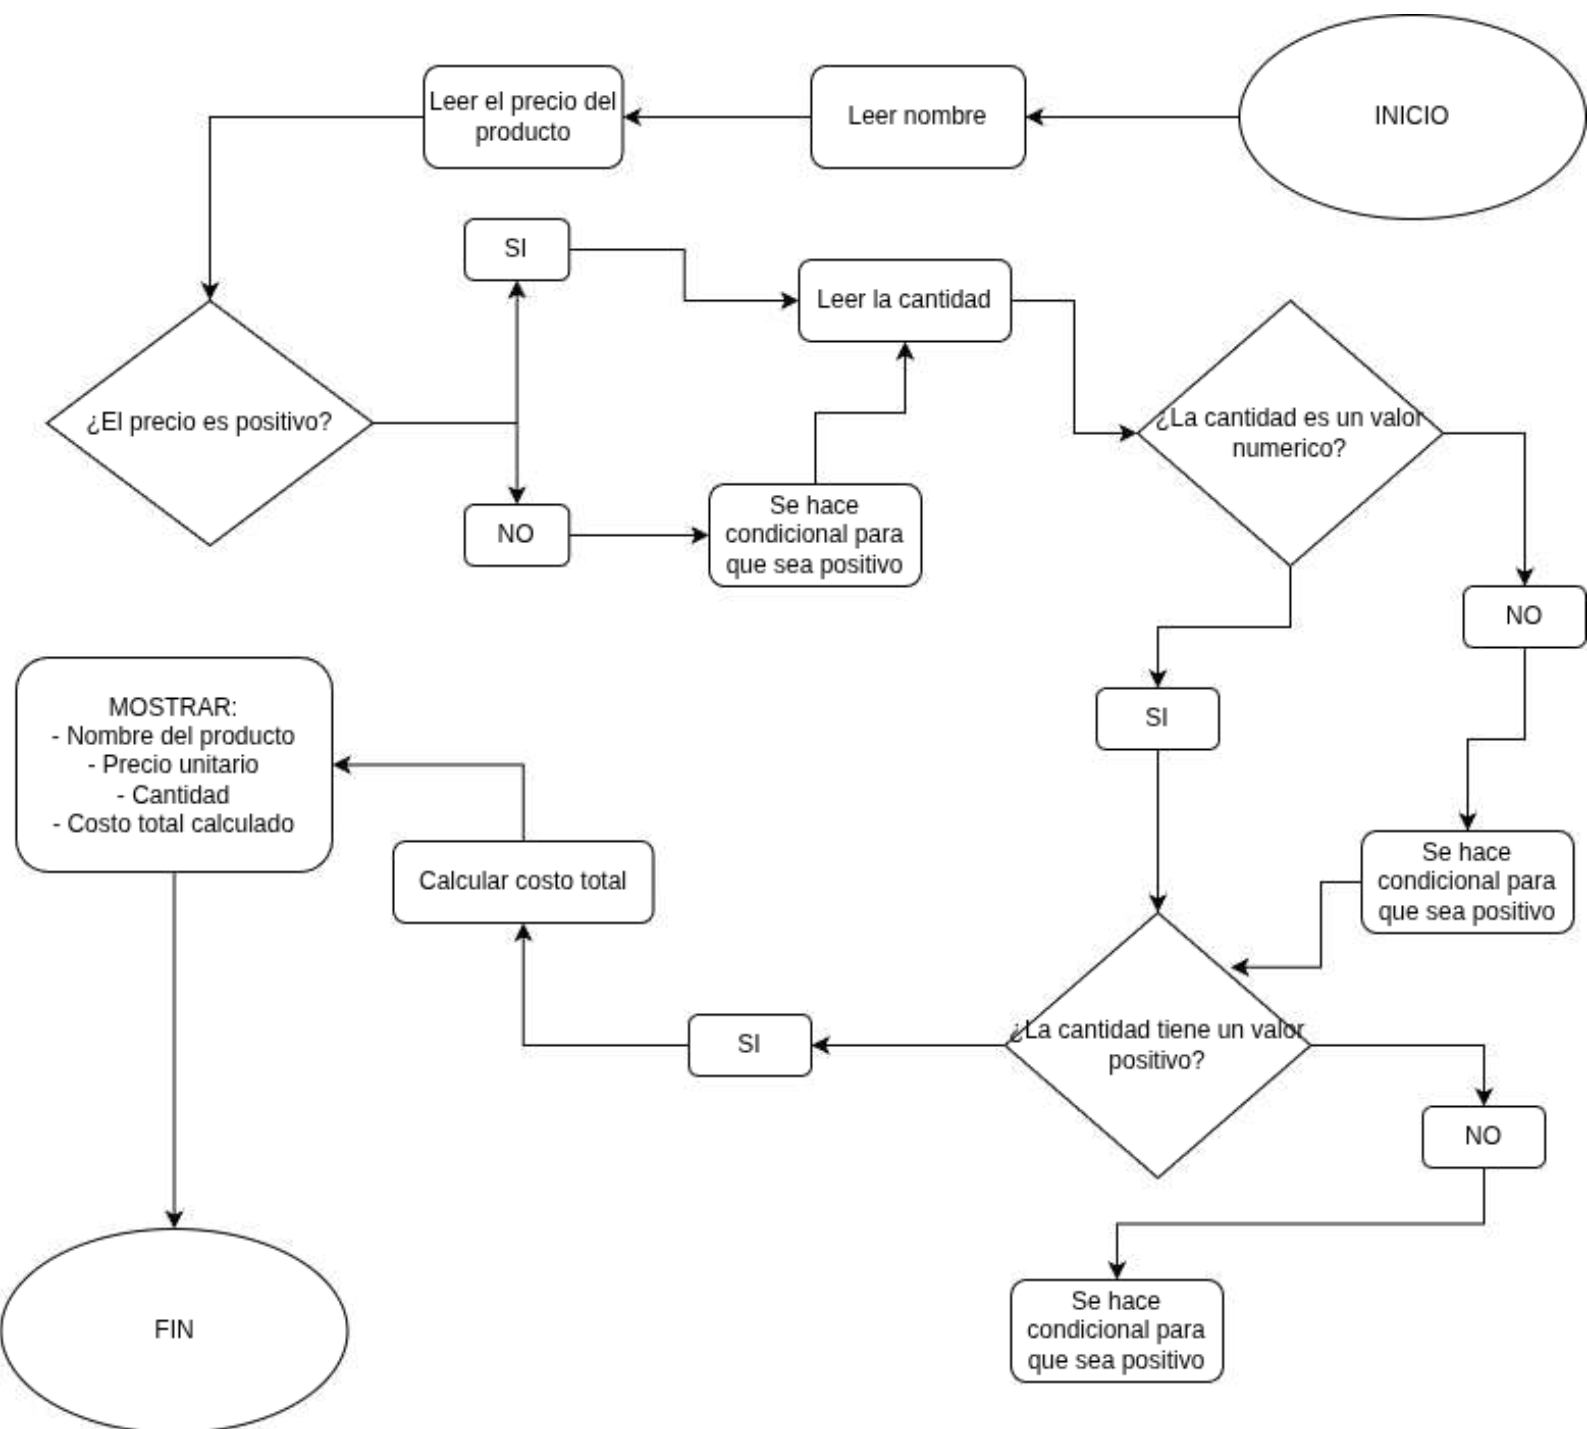 INICIO
Leer nombre
Leer el precio del
producto
¿El precio es positivo?
SI
NO
Se hace
condicional para
que sea positivo
Leer la cantidad
¿La cantidad es un valor
numerico?
NO
SI
Se hace
condicional para
que sea positivo
¿La cantidad tiene un valor
positivo?
NO
Se hace
condicional para
que sea positivo
SI
Calcular costo total
MOSTRAR:
- Nombre del producto
- Precio unitario
- Cantidad
- Costo total calculado
FIN